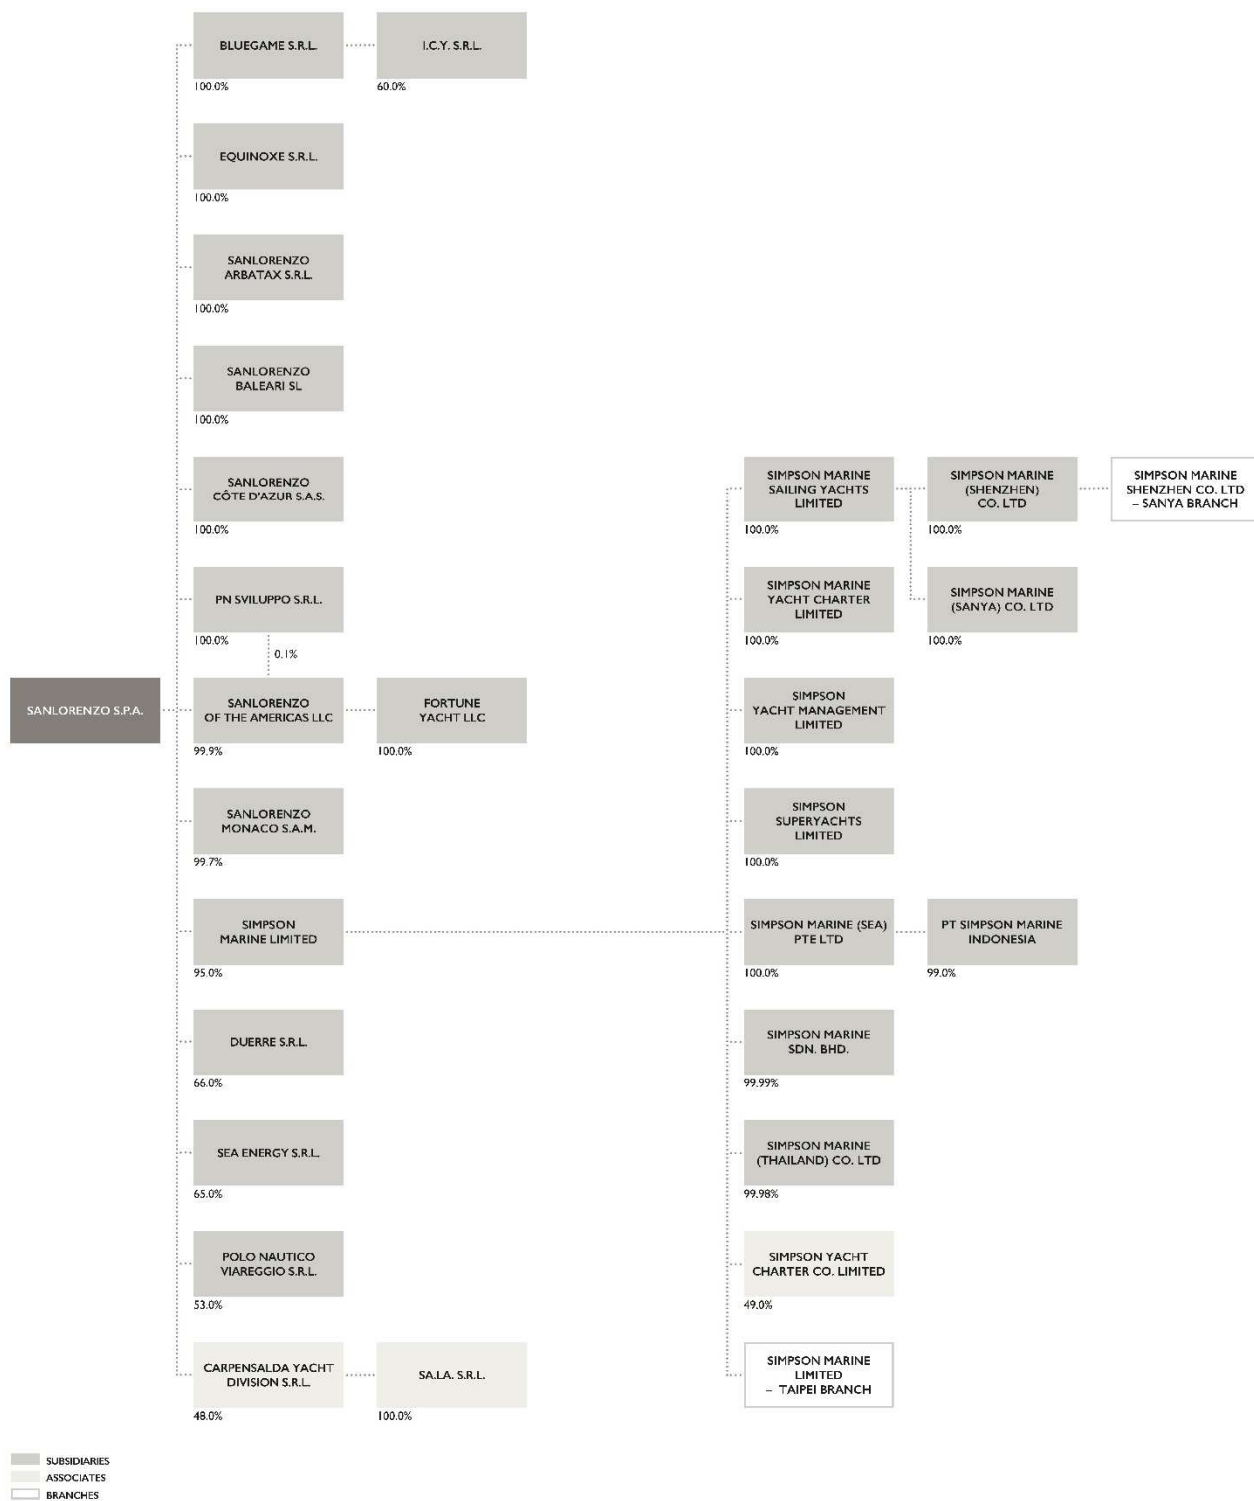 BLUEGAME S.R.L.
100.0%
I.C.Y. S.R.L.
60.0%
EQUINOXE S.R.L.
100.0%
SANLORENZO
ARBATAX S.R.L.
100.0%
SANLORENZO
BALEARI SL
100.0%
SANLORENZO
CÔTE D'AZUR S.A.S.
100.0%
PN SVILUPPO S.R.L.
100.0%
0.1%
SANLORENZO S.P.A.
SANLORENZO
OF THE AMERICAS LLC
99.9%
FORTUNE
YACHT LLC
100.0%
SANLORENZO
MONACO S.A.M.
99.7%
SIMPSON
MARINE LIMITED
95.0%
DUERRE S.R.L.
66.0%
SEA ENERGY S.R.L.
65.0%
POLO NAUTICO
VIAREGGIO S.R.L.
53.0%
CARPENSALDA YACHT
DIVISION S.R.L.
48.0%
SA.LA. S.R.L.
100.0%
SIMPSON MARINE
SAILING YACHTS
LIMITED
100.0%
SIMPSON MARINE
(SHENZHEN)
CO. LTD
100.0%
SIMPSON MARINE
SHENZHEN CO. LTD
– SANYA BRANCH
SIMPSON MARINE
YACHT CHARTER
LIMITED
100.0%
SIMPSON MARINE
(SANYA) CO. LTD
100.0%
SIMPSON
YACHT MANAGEMENT
LIMITED
100.0%
SIMPSON
SUPERYACHTS
LIMITED
100.0%
SIMPSON MARINE (SEA)
PTE LTD
100.0%
PT SIMPSON MARINE
INDONESIA
99.0%
SIMPSON MARINE
SDN. BHD.
99.99%
SIMPSON MARINE
(THAILAND) CO. LTD
99.98%
SIMPSON YACHT
CHARTER CO. LIMITED
49.0%
SIMPSON MARINE
LIMITED
– TAIPEI BRANCH
SUBSIDIARIES
ASSOCIATES
BRANCHES